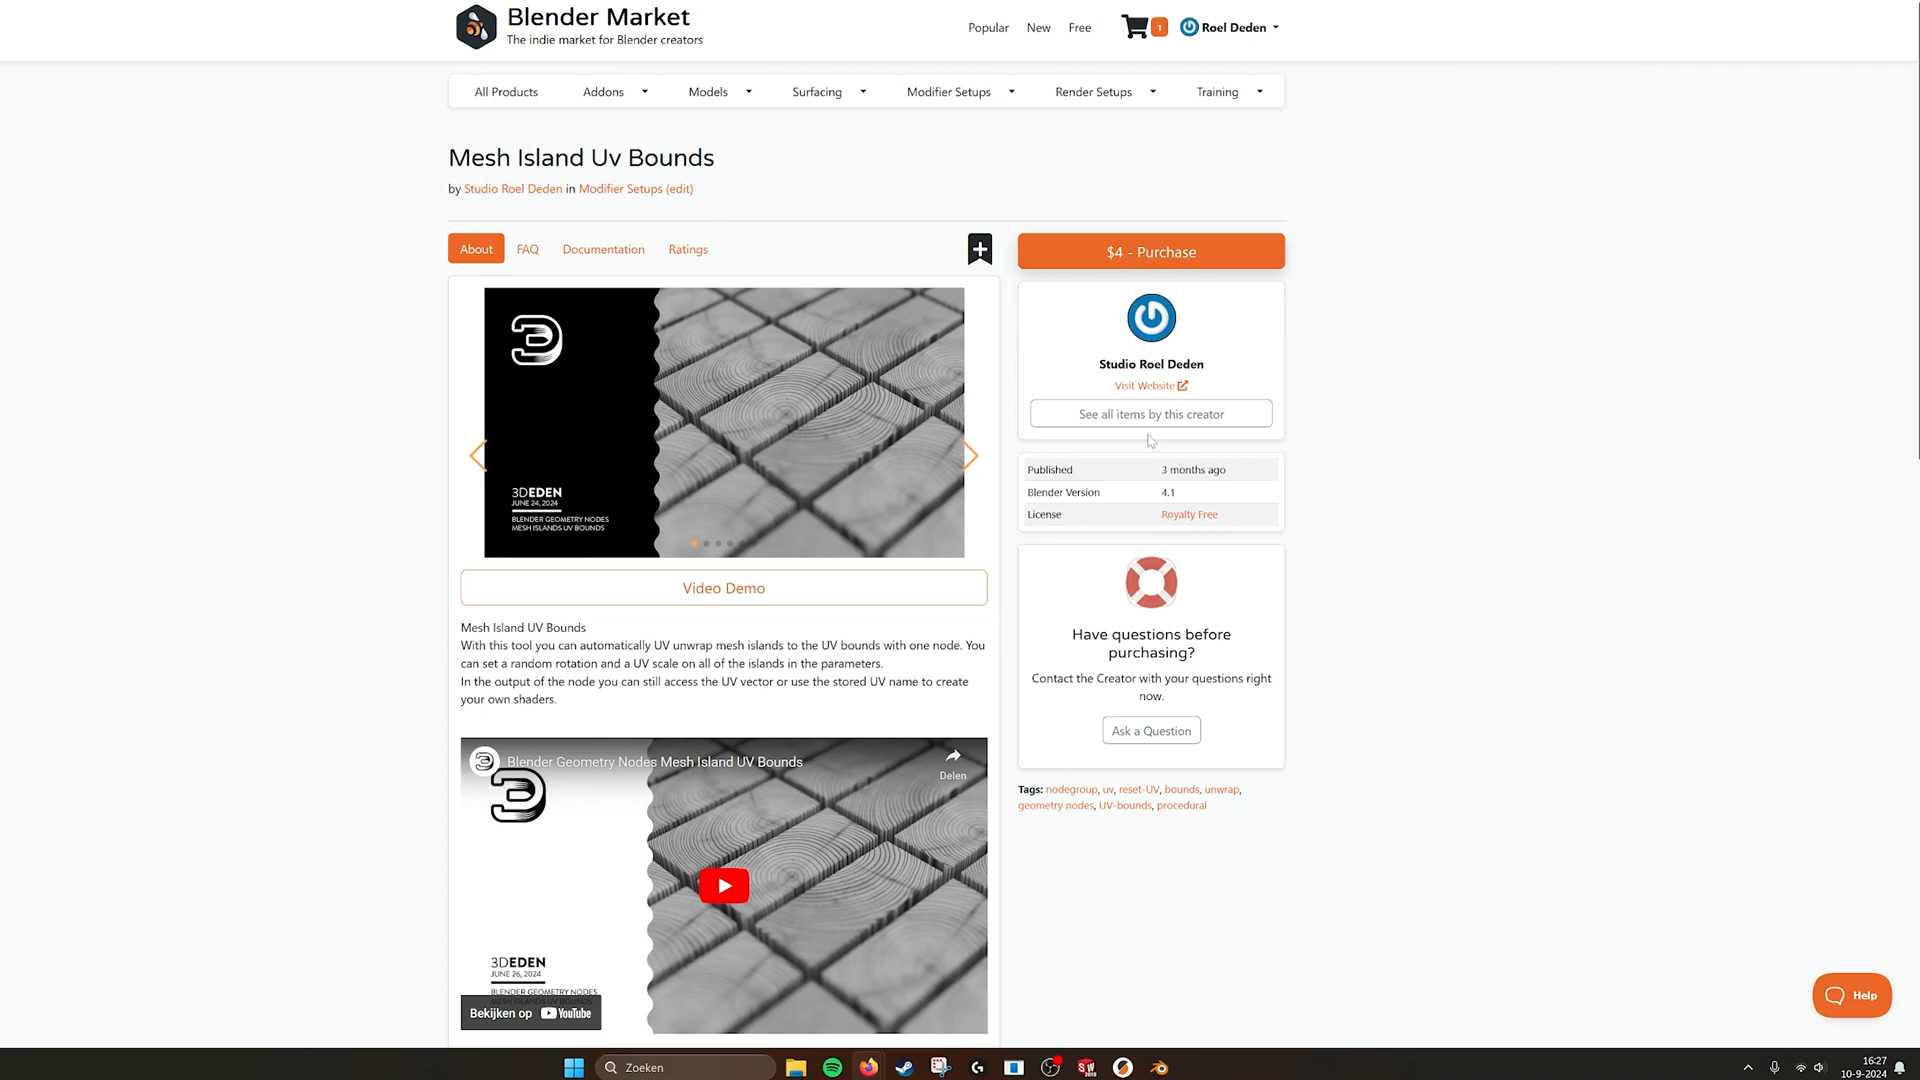 Blender Market
The indie market for Blender creators
Popular
New
Free
1
Roel Deden
All Products
Addons
Models
Surfacing
Modifier Setups
Render Setups
Training
Mesh Island Uv Bounds
by Studio Roel Deden in Modifier Setups (edit)
About
FAQ
Documentation
Ratings
3DEDEN
JUNE 24, 2024
BLENDER GEOMETRY NODES
MESH ISLANDS UV BOUNDS
Video Demo
Mesh Island UV Bounds
With this tool you can automatically UV unwrap mesh islands to the UV bounds with one node. You
can set a random rotation and a UV scale on all of the islands in the parameters.
In the output of the node you can still access the UV vector or use the stored UV name to create
your own shaders.
Blender Geometry Nodes Mesh Island UV Bounds
Delen
3DEDEN
JUNE 26, 2024
BLENDER GEOMETRY NODES
MESH ISLANDS UV BOUNDS
Bekijken op YouTube
$4 - Purchase
Studio Roel Deden
Visit Website
See all items by this creator
Published 3 months ago
Blender Version 4.1
License Royalty Free
Have questions before
purchasing?
Contact the Creator with your questions right
now.
Ask a Question
Tags: nodegroup, uv, reset-UV, bounds, unwrap,
geometry nodes, UV-bounds, procedural
Help
Zoeken
SW
2019
16:27
10-9-2024